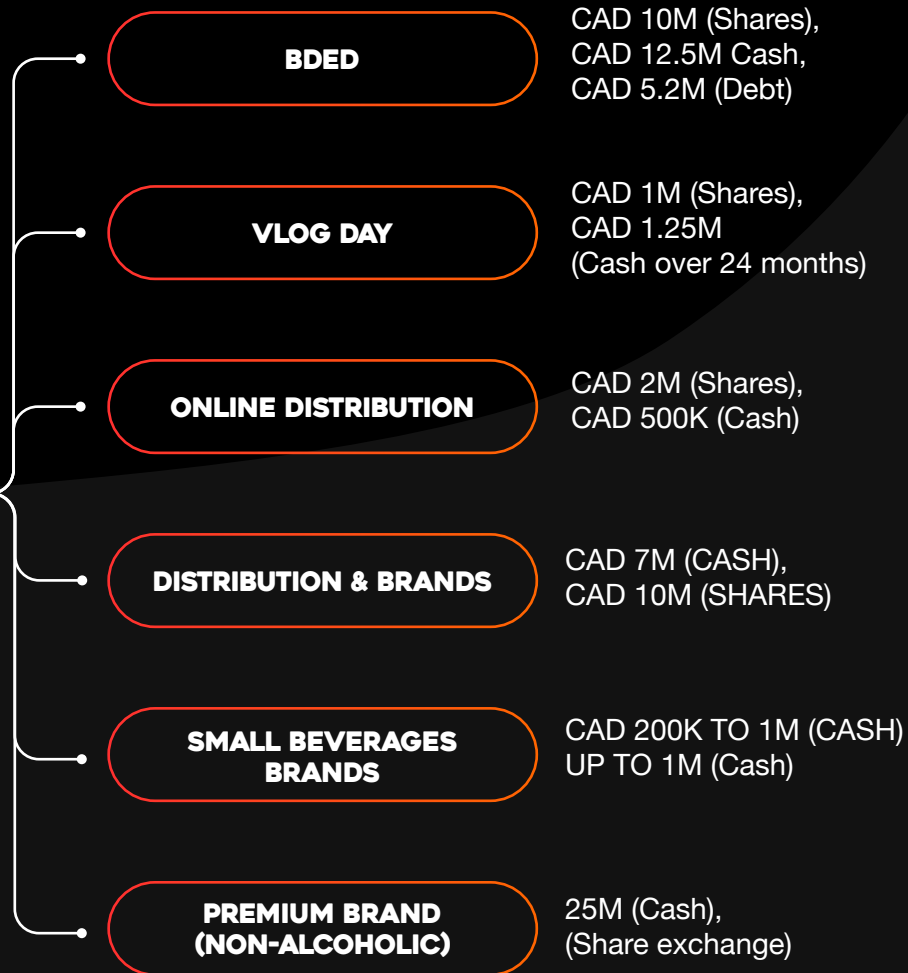 BDED
CAD 10M (Shares),
CAD 12.5M Cash,
CAD 5.2M (Debt)
VLOG DAY
CAD 1M (Shares),
CAD 1.25M
(Cash over 24 months)
ONLINE DISTRIBUTION
CAD 2M (Shares),
CAD 500K (Cash)
DISTRIBUTION & BRANDS
CAD 7M (CASH),
CAD 10M (SHARES)
SMALL BEVERAGES
BRANDS
CAD 200K TO 1M (CASH)
UP TO 1M (Cash)
PREMIUM BRAND
(NON-ALCOHOLIC)
25M (Cash),
(Share exchange)